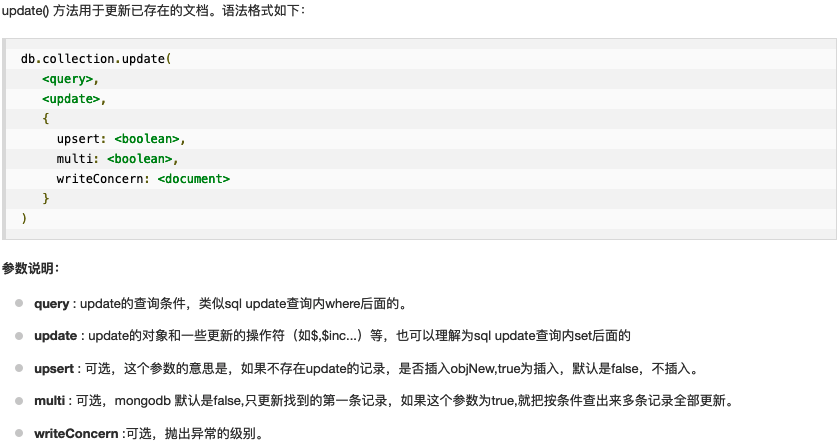 update() 方法用于更新已存在的文档。语法格式如下：
db.collection.update(
<query>,
<update>,
{
upsert: <boolean>,
multi: <boolean>,
writeConcern: <document>
}
)
参数说明：
query : update的查询条件，类似sql update查询内where后面的。
update : update的对象和一些更新的操作符（如$,$inc...）等，也可以理解为sql update查询内set后面的
upsert : 可选，这个参数的意思是，如果不存在update的记录，是否插入objNew,true为插入，默认是false，不插入。
multi : 可选，mongodb 默认是false,只更新找到的第一条记录，如果这个参数为true,就把按条件查出来多条记录全部更新。
writeConcern :可选，抛出异常的级别。